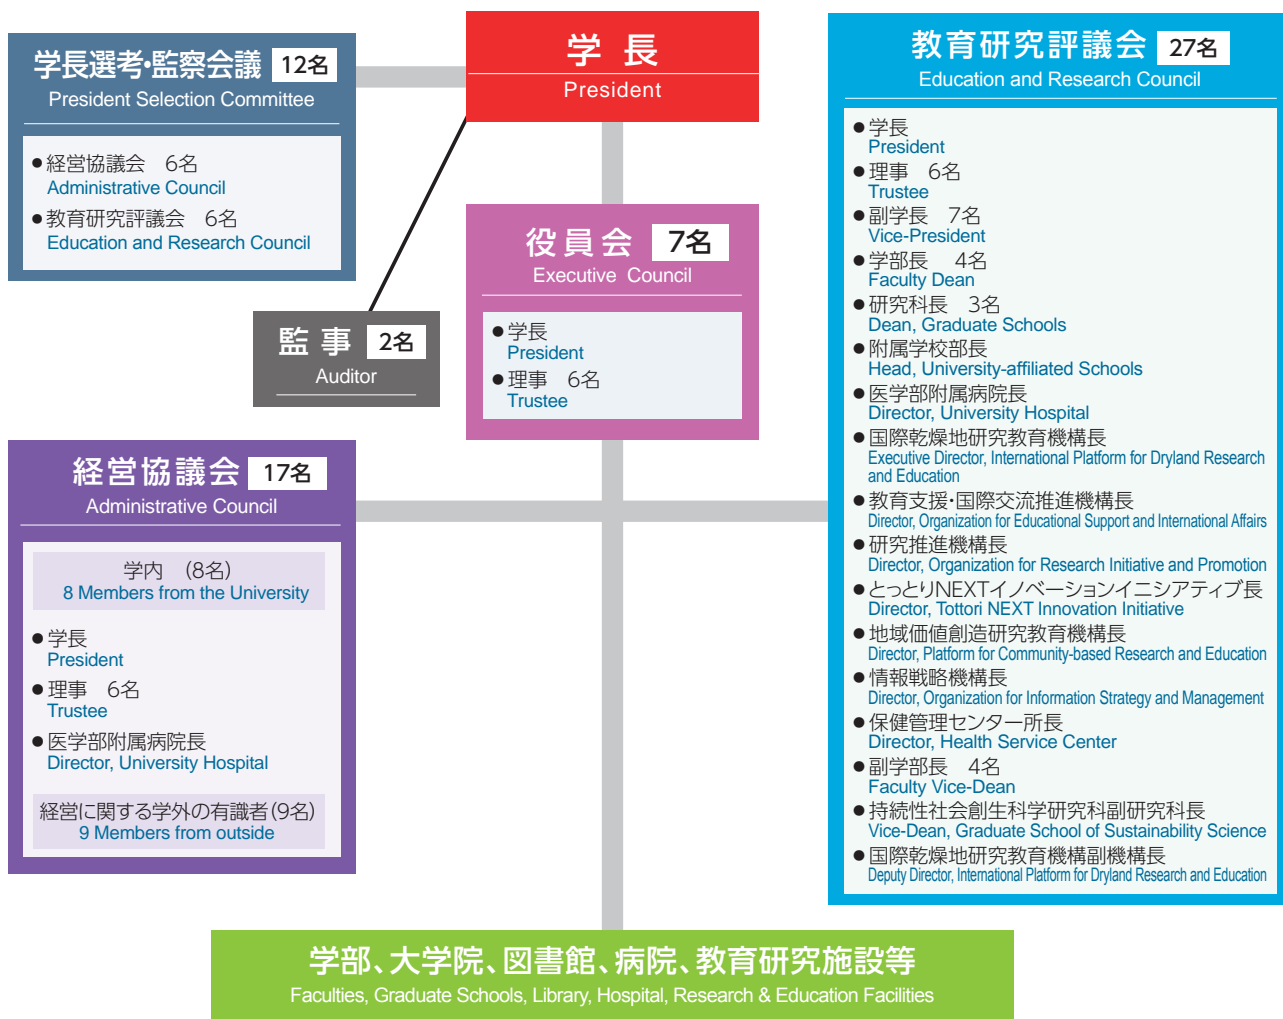 学長選考・監察会議 12名
President Selection Committee
● 経営協議会 6名
Administrative Council
● 教育研究評議会 6名
Education and Research Council
学長
President
監事 2名
Auditor
役員会 7名
Executive Council
● 学長
President
● 理事 6名
Trustee
経営協議会 17名
Administrative Council
学内 (8名)
8 Members from the University
● 学長
President
● 理事 6名
Trustee
● 医学部附属病院長
Director, University Hospital
経営に関する学外の有識者(9名)
9 Members from outside
教育研究評議会 27名
Education and Research Council
● 学長
President
● 理事 6名
Trustee
● 副学長 7名
Vice-President
● 学部長 4名
Faculty Dean
● 研究科長 3名
Dean, Graduate Schools
● 附属学校部長
Head, University-affiliated Schools
● 医学部附属病院長
Director, University Hospital
● 国際乾燥地研究教育機構長
Executive Director, International Platform for Dryland Research
and Education
● 教育支援・国際交流推進機構長
Director, Organization for Educational Support and International Affairs
● 研究推進機構長
Director, Organization for Research Initiative and Promotion
● とっとりNEXTイノベーションイニシアティブ長
Director, Tottori NEXT Innovation Initiative
● 地域価値創造研究教育機構長
Director, Platform for Community-based Research and Education
● 情報戦略機構長
Director, Organization for Information Strategy and Management
● 保健管理センター所長
Director, Health Service Center
● 副学部長 4名
Faculty Vice-Dean
● 持続性社会創生科学研究科副研究科長
Vice-Dean, Graduate School of Sustainability Science
● 国際乾燥地研究教育機構副機構長
Deputy Director, International Platform for Dryland Research and Education
学部、大学院、図書館、病院、教育研究施設等
Faculties, Graduate Schools, Library, Hospital, Research & Education Facilities